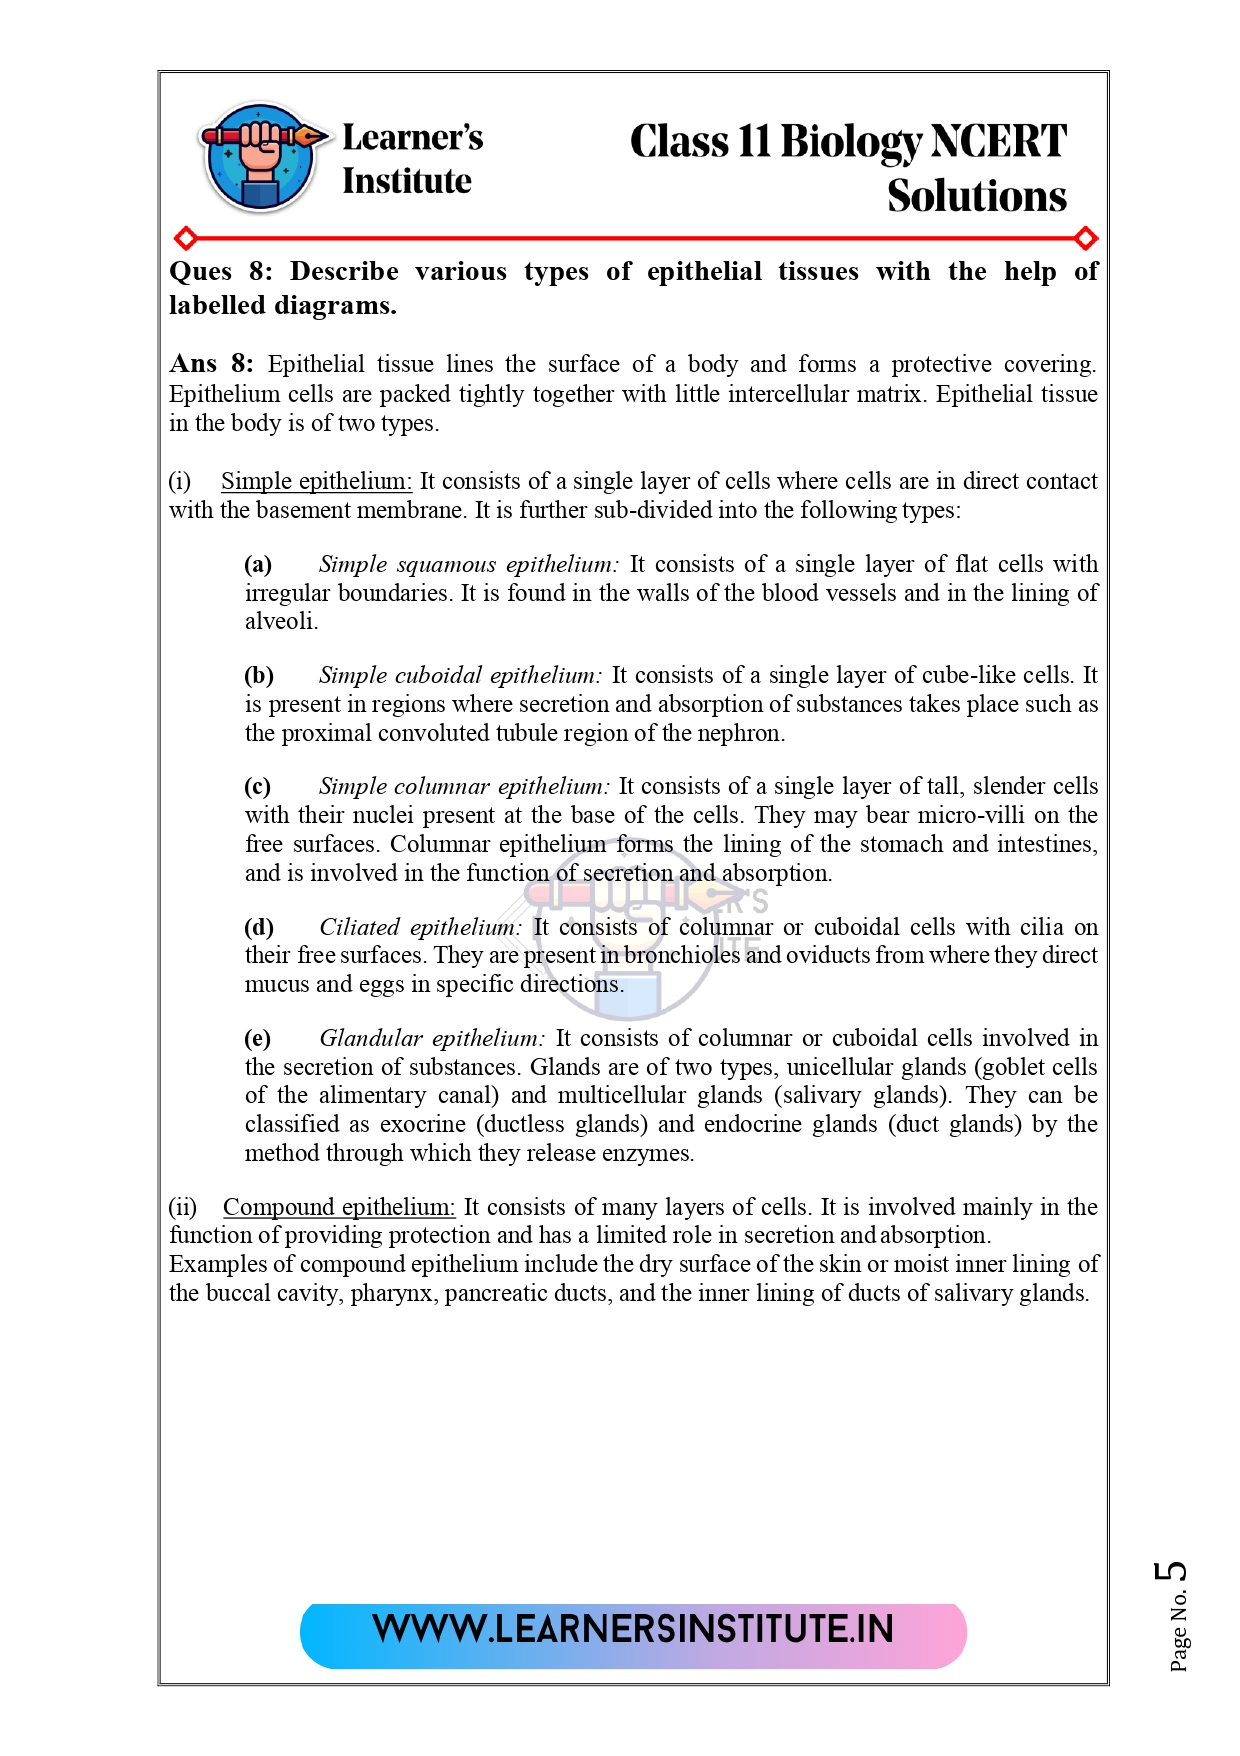 Learner's
Institute
Class 11 Biology NCERT
Solutions
Ques 8: Describe various types of epithelial tissues with the help of
labelled diagrams.
Ans 8: Epithelial tissue lines the surface of a body and forms a protective covering.
Epithelium cells are packed tightly together with little intercellular matrix. Epithelial tissue
in the body is of two types.
(i) Simple epithelium: It consists of a single layer of cells where cells are in direct contact
with the basement membrane. It is further sub-divided into the following types:
(a) Simple squamous epithelium: It consists of a single layer of flat cells with
irregular boundaries. It is found in the walls of the blood vessels and in the lining of
alveoli.
(b) Simple cuboidal epithelium: It consists of a single layer of cube-like cells. It
is present in regions where secretion and absorption of substances takes place such as
the proximal convoluted tubule region of the nephron.
(c) Simple columnar epithelium: It consists of a single layer of tall, slender cells
with their nuclei present at the base of the cells. They may bear micro-villi on the
free surfaces. Columnar epithelium forms the lining of the stomach and intestines,
and is involved in the function of secretion and absorption.
(d) Ciliated epithelium: It consists of columnar or cuboidal cells with cilia on
their free surfaces. They are present in bronchioles and oviducts from where they direct
mucus and eggs in specific directions.
(e) Glandular epithelium: It consists of columnar or cuboidal cells involved in
the secretion of substances. Glands are of two types, unicellular glands (goblet cells
of the alimentary canal) and multicellular glands (salivary glands). They can be
classified as exocrine (ductless glands) and endocrine glands (duct glands) by the
method through which they release enzymes.
(ii) Compound epithelium: It consists of many layers of cells. It is involved mainly in the
function of providing protection and has a limited role in secretion and absorption.
Examples of compound epithelium include the dry surface of the skin or moist inner lining of
the buccal cavity, pharynx, pancreatic ducts, and the inner lining of ducts of salivary glands.
WWW.LEARNERSINSTITUTE.IN
Page No. 5